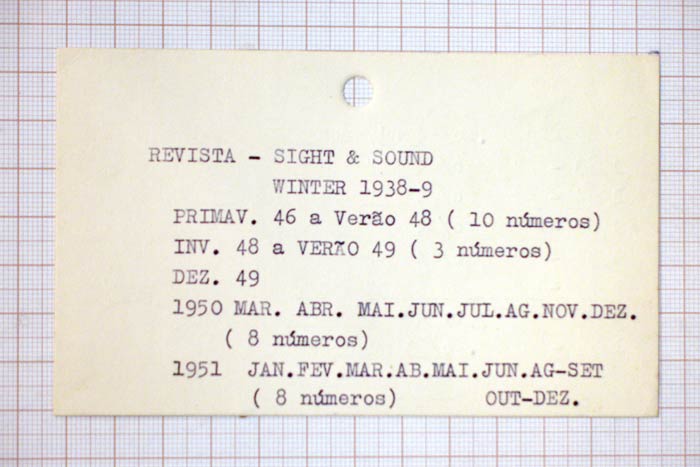 REVISTA - SIGHT & SOUND
WINTER 1938-9
PRIMAV. 46 a Verão 48 ( 10 números)
INV. 48 a VERÃO 49 ( 3 números)
DEZ. 49
1950 MAR. ABR. MAI.JUN.JUL.AG.NOV.DEZ.
( 8 números)
1951 JAN.FEV.MAR.AB.MAI.JUN.AG-SET
( 8 números) OUT-DEZ.